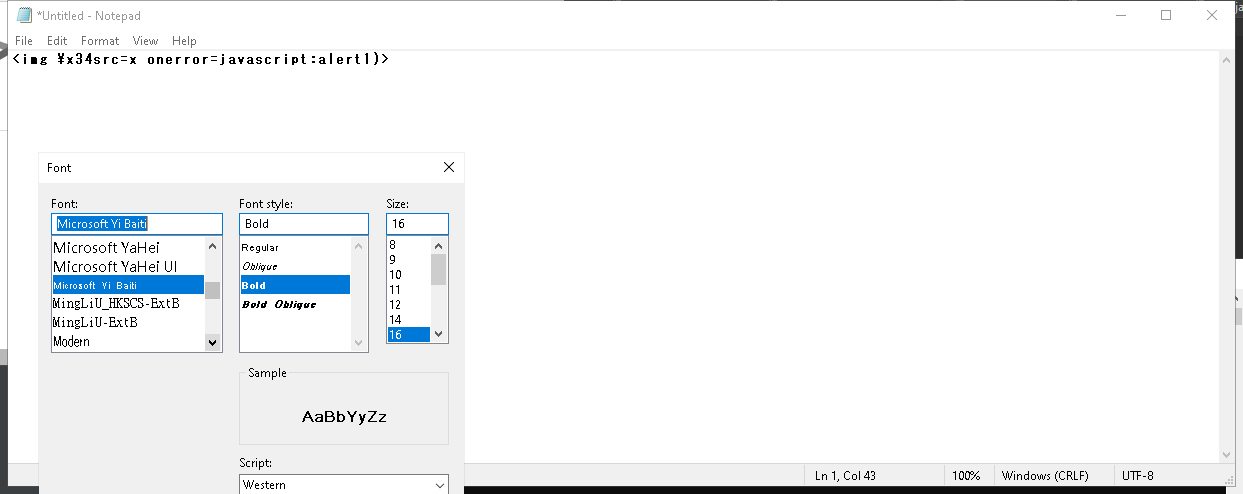 *Untitled - Notepad
File Edit Format View Help
<img ¥x34src=x onerror=javascript:alert1)>
Font
Font: Font style: Size:
Microsoft Yi Baiti Bold 16
Microsoft YaHei Regular 8
Microsoft YaHei UI Oblique 9
Microsoft Yi Baiti Bold 10
MingLiU_HKSCS-ExtB Bold Oblique 11
MingLiU-ExtB 12
Modern 14
16
Sample
AaBbYyZz
Script:
Western
Ln 1, Col 43 100% Windows (CRLF) UTF-8